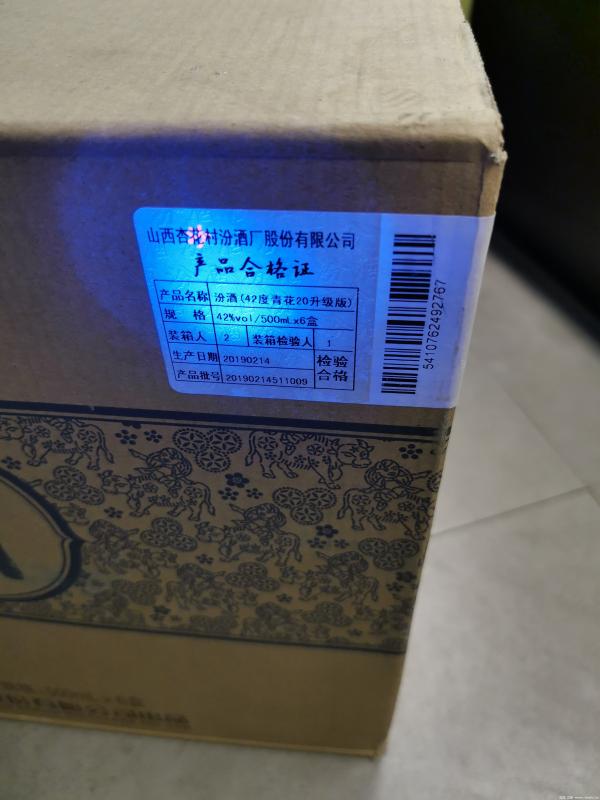 山西杏花村汾酒厂股份有限公司
产品合格证
产品名称 汾酒(42度青花20升级版)
规 格 42%vol/500mL×6盒
装箱人 2 装箱检验人 1
生产日期 20190214 检验
产品批号 20190214511009 合格
5410762492767